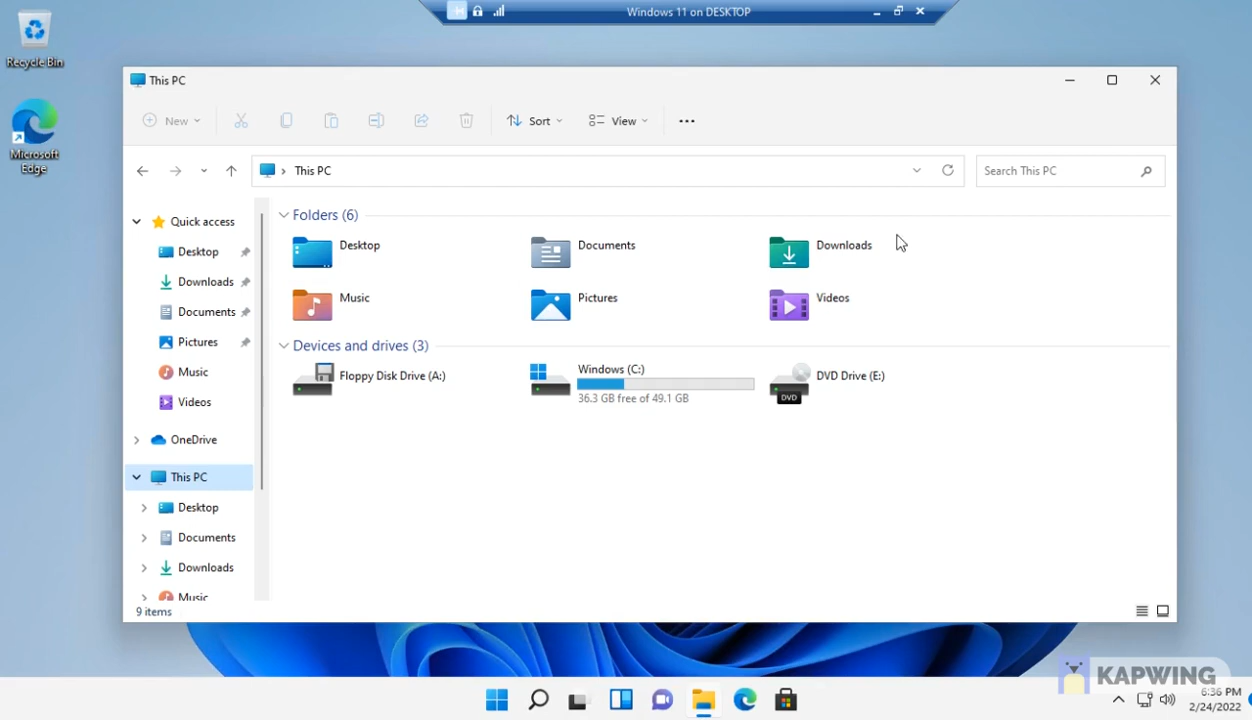 Windows 11 on DESKTOP
Recycle Bin
Microsoft
Edge
This PC
New
Sort
View
This PC
Search This PC
Quick access
Desktop
Downloads
Documents
Pictures
Music
Videos
OneDrive
This PC
Desktop
Documents
Downloads
Music
Folders (6)
Desktop
Documents
Downloads
Music
Pictures
Videos
Devices and drives (3)
Floppy Disk Drive (A:)
Windows (C:)
36.3 GB free of 49.1 GB
DVD
DVD Drive (E:)
9 items
KAPWING
6:36 PM
2/24/2022